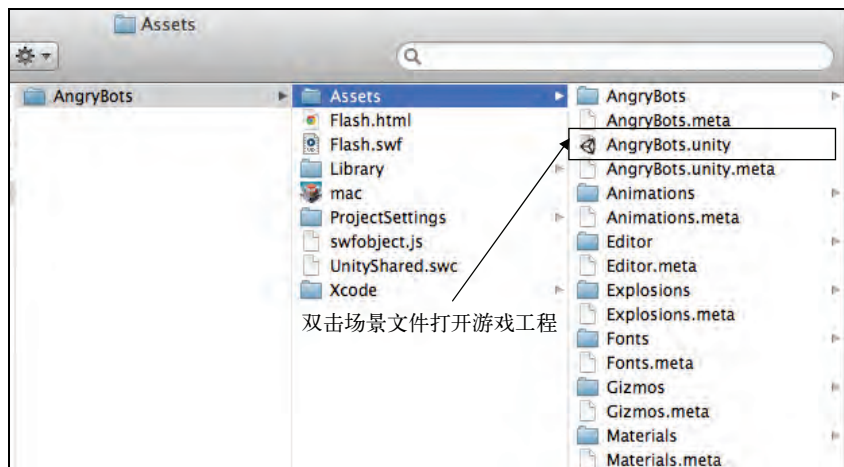 Assets
AngryBots
Assets
Flash.html
Flash.swf
Library
mac
ProjectSettings
swfobject.js
UnityShared.swc
Xcode
双击场景文件打开游戏工程
AngryBots
AngryBots.meta
AngryBots.unity
AngryBots.unity.meta
Animations
Animations.meta
Editor
Editor.meta
Explosions
Explosions.meta
Fonts
Fonts.meta
Gizmos
Gizmos.meta
Materials
Materials.meta